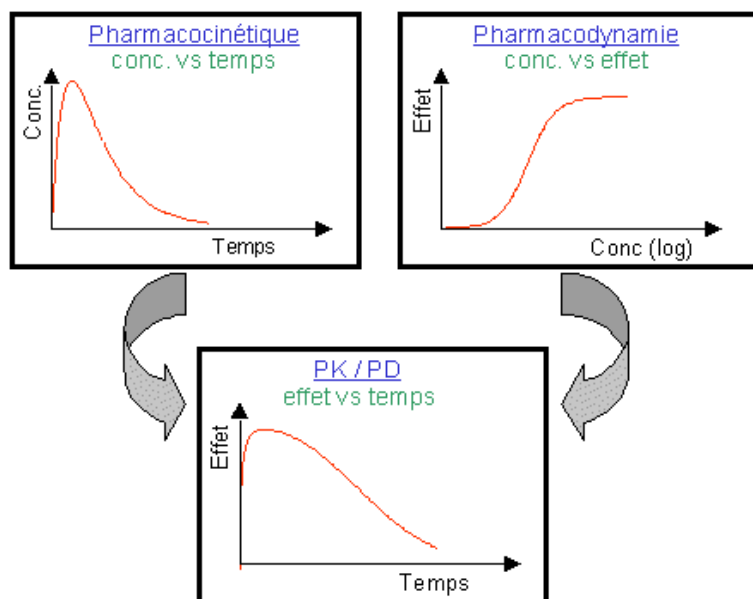 Pharmacocinétique
conc. vs temps
Conc.
Temps
Pharmacodynamie
conc. vs effet
Effet
Conc (log)
PK / PD
effet vs temps
Effet
Temps